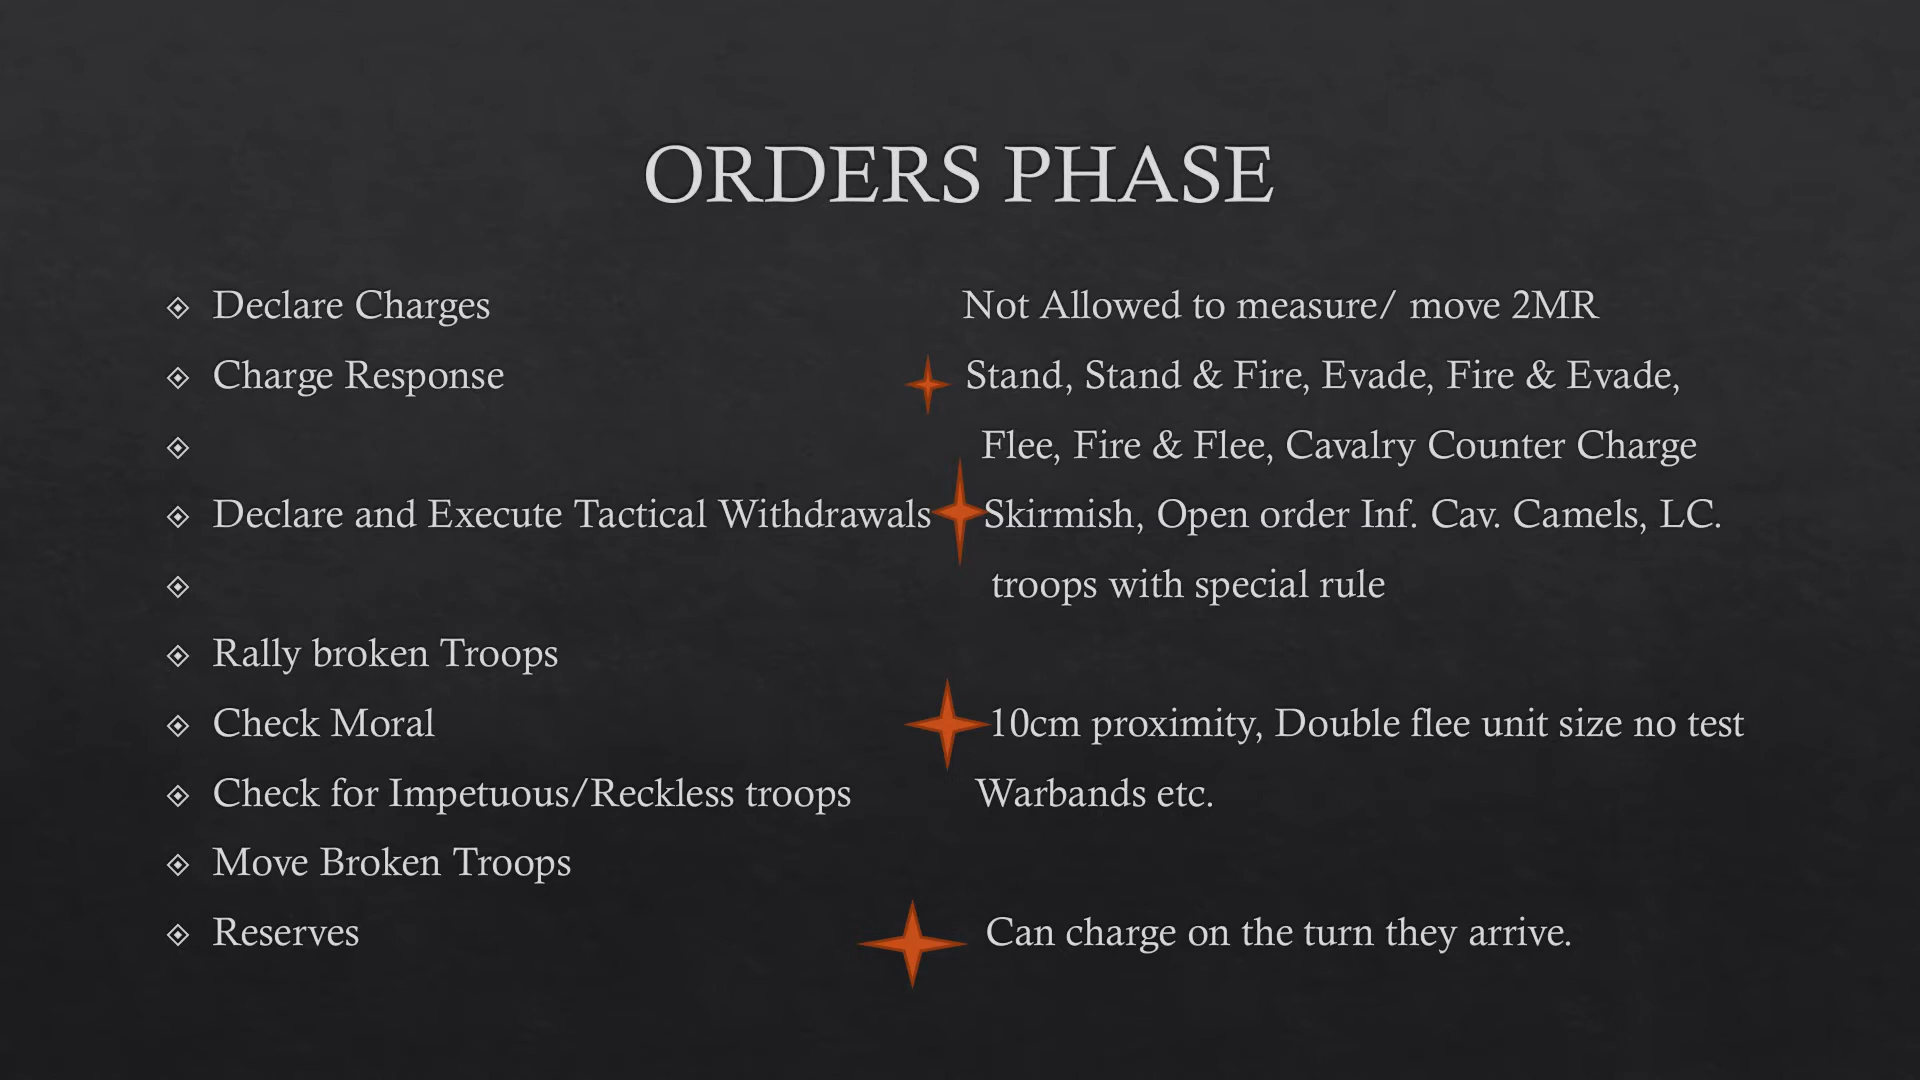 ORDERS PHASE
Declare Charges Not Allowed to measure/ move 2MR
Charge Response Stand, Stand & Fire, Evade, Fire & Evade,
Flee, Fire & Flee, Cavalry Counter Charge
Declare and Execute Tactical Withdrawals Skirmish, Open order Inf. Cav. Camels, LC.
troops with special rule
Rally broken Troops
Check Moral 10cm proximity, Double flee unit size no test
Check for Impetuous/Reckless troops Warbands etc.
Move Broken Troops
Reserves Can charge on the turn they arrive.